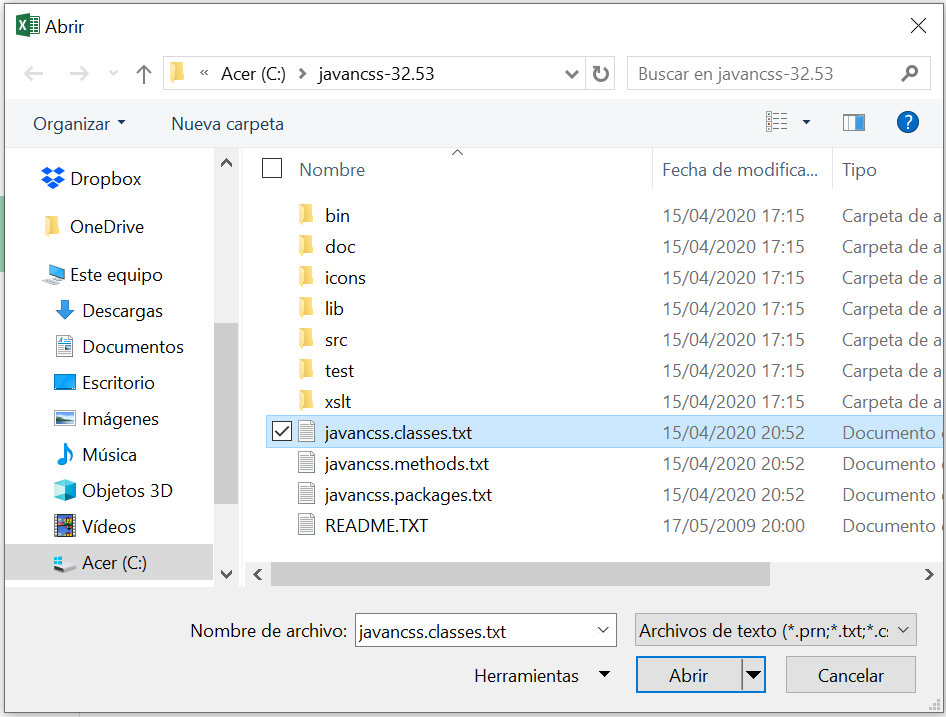 Abrir
« Acer (C:) > javancss-32.53
Buscar en javancss-32.53
Organizar
Nueva carpeta
?
Dropbox
OneDrive
Este equipo
Descargas
Documentos
Escritorio
Imágenes
Música
Objetos 3D
Vídeos
Acer (C:)
Nombre Fecha de modifica... Tipo
bin 15/04/2020 17:15 Carpeta de a
doc 15/04/2020 17:15 Carpeta de a
icons 15/04/2020 17:15 Carpeta de a
lib 15/04/2020 17:15 Carpeta de a
src 15/04/2020 17:15 Carpeta de a
test 15/04/2020 17:15 Carpeta de a
xslt 15/04/2020 17:15 Carpeta de a
javancss.classes.txt 15/04/2020 20:52 Documento
javancss.methods.txt 15/04/2020 20:52 Documento
javancss.packages.txt 15/04/2020 20:52 Documento
README.TXT 17/05/2009 20:00 Documento
Nombre de archivo: javancss.classes.txt
Archivos de texto (*.prn;*.txt;*.c
Herramientas
Abrir
Cancelar